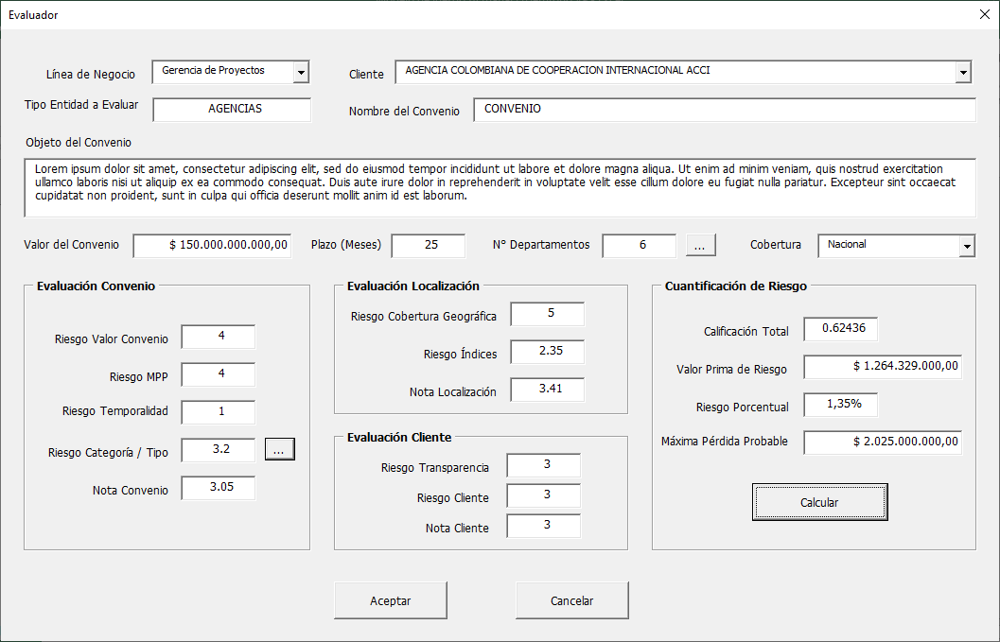 Evaluador
Línea de Negocio Gerencia de Proyectos Cliente AGENCIA COLOMBIANA DE COOPERACION INTERNACIONAL ACCI
Tipo Entidad a Evaluar AGENCIAS Nombre del Convenio CONVENIO
Objeto del Convenio
Lorem ipsum dolor sit amet, consectetur adipiscing elit, sed do eiusmod tempor incididunt ut labore et dolore magna aliqua. Ut enim ad minim veniam, quis nostrud exercitation
ullamco laboris nisi ut aliquip ex ea commodo consequat. Duis aute irure dolor in reprehenderit in voluptate velit esse cillum dolore eu fugiat nulla pariatur. Excepteur sint occaecat
cupidatat non proident, sunt in culpa qui officia deserunt mollit anim id est laborum.
Valor del Convenio $ 150.000.000.000,00 Plazo (Meses) 25 N° Departamentos 6 ... Cobertura Nacional
Evaluación Convenio
Riesgo Valor Convenio 4
Riesgo MPP 4
Riesgo Temporalidad 1
Riesgo Categoría / Tipo 3.2 ...
Nota Convenio 3.05
Evaluación Localización
Riesgo Cobertura Geográfica 5
Riesgo Índices 2.35
Nota Localización 3.41
Evaluación Cliente
Riesgo Transparencia 3
Riesgo Cliente 3
Nota Cliente 3
Cuantificación de Riesgo
Calificación Total 0.62436
Valor Prima de Riesgo $ 1.264.329.000,00
Riesgo Porcentual 1,35%
Máxima Pérdida Probable $ 2.025.000.000,00
Calcular
Aceptar Cancelar